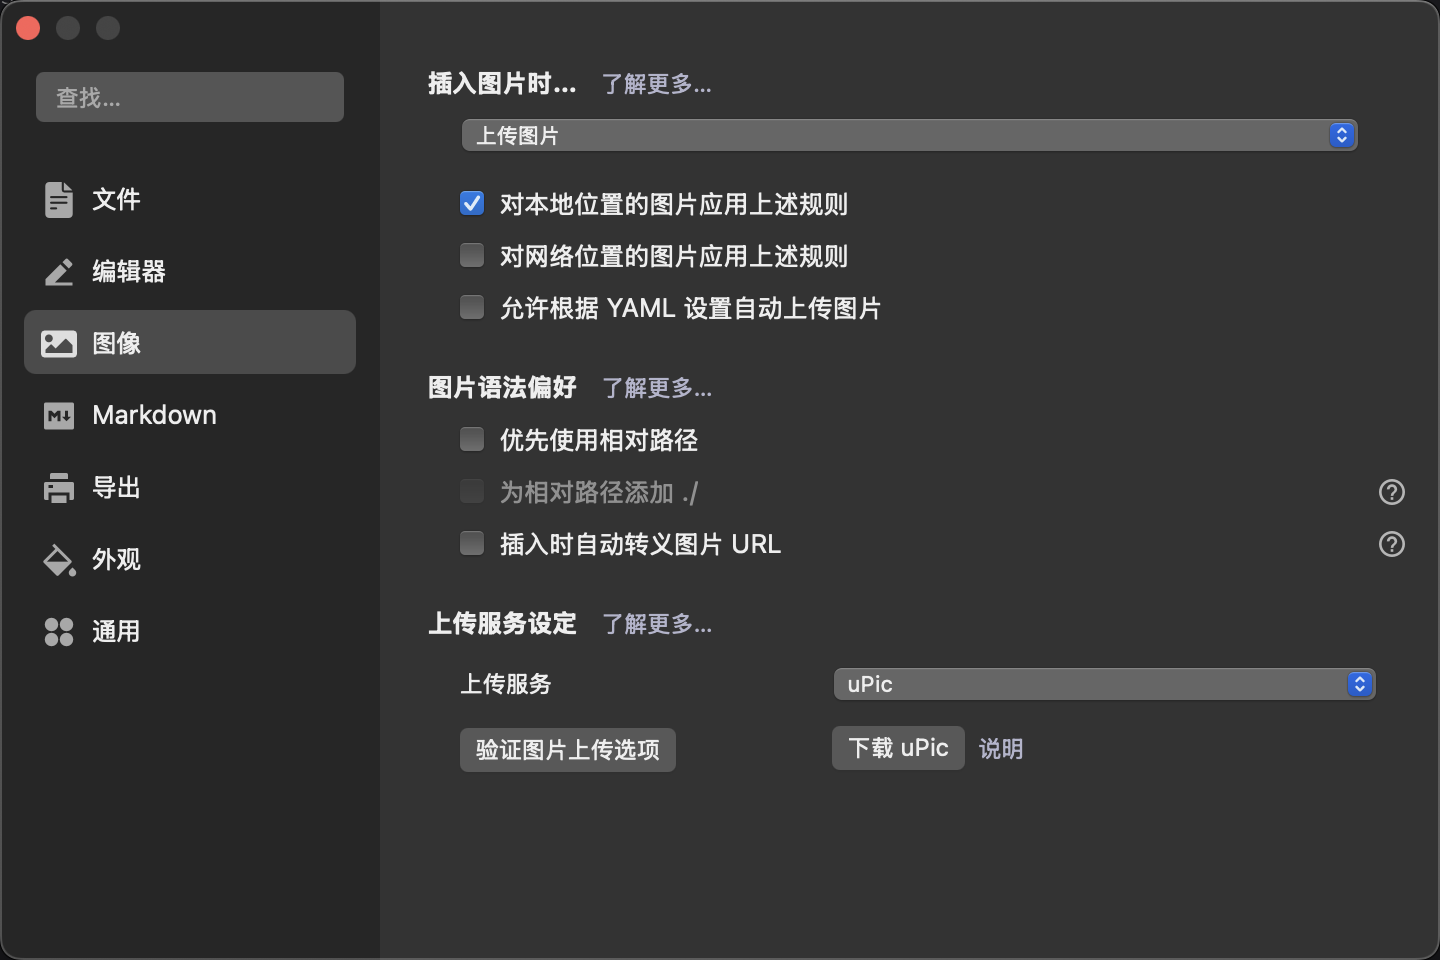 查找...
文件
编辑器
图像
Markdown
导出
外观
通用
插入图片时... 了解更多...
上传图片
对本地位置的图片应用上述规则
对网络位置的图片应用上述规则
允许根据 YAML 设置自动上传图片
图片语法偏好 了解更多...
优先使用相对路径
为相对路径添加 ./
插入时自动转义图片 URL
上传服务设定 了解更多...
上传服务 uPic
验证图片上传选项 下载 uPic 说明